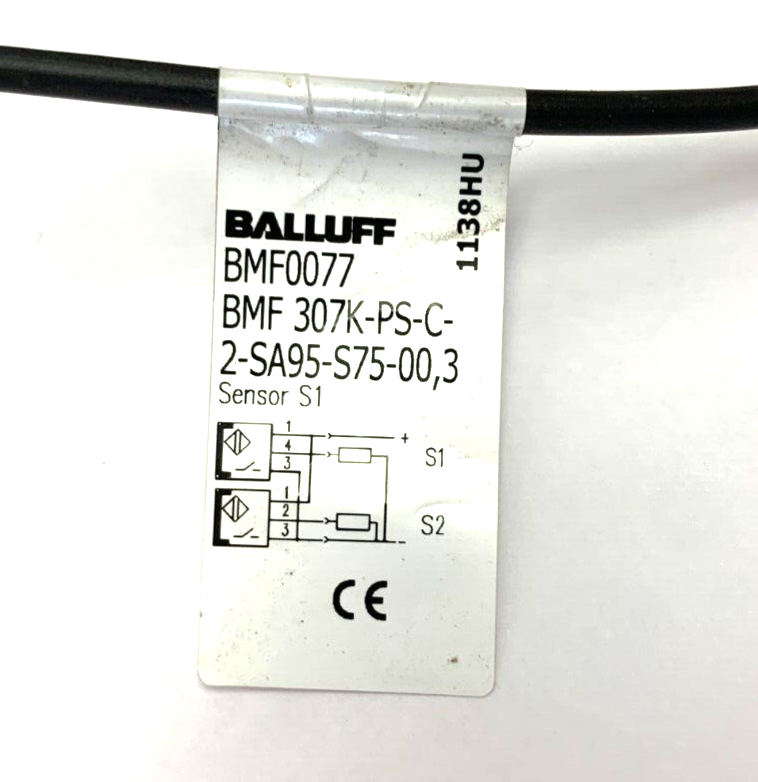 1138HU
BALLUFF
BMF0077
BMF 307K-PS-C-
2-SA95-S75-00,3
Sensor S1
1
+
4
S1
3
1
2
S2
3
-
CE